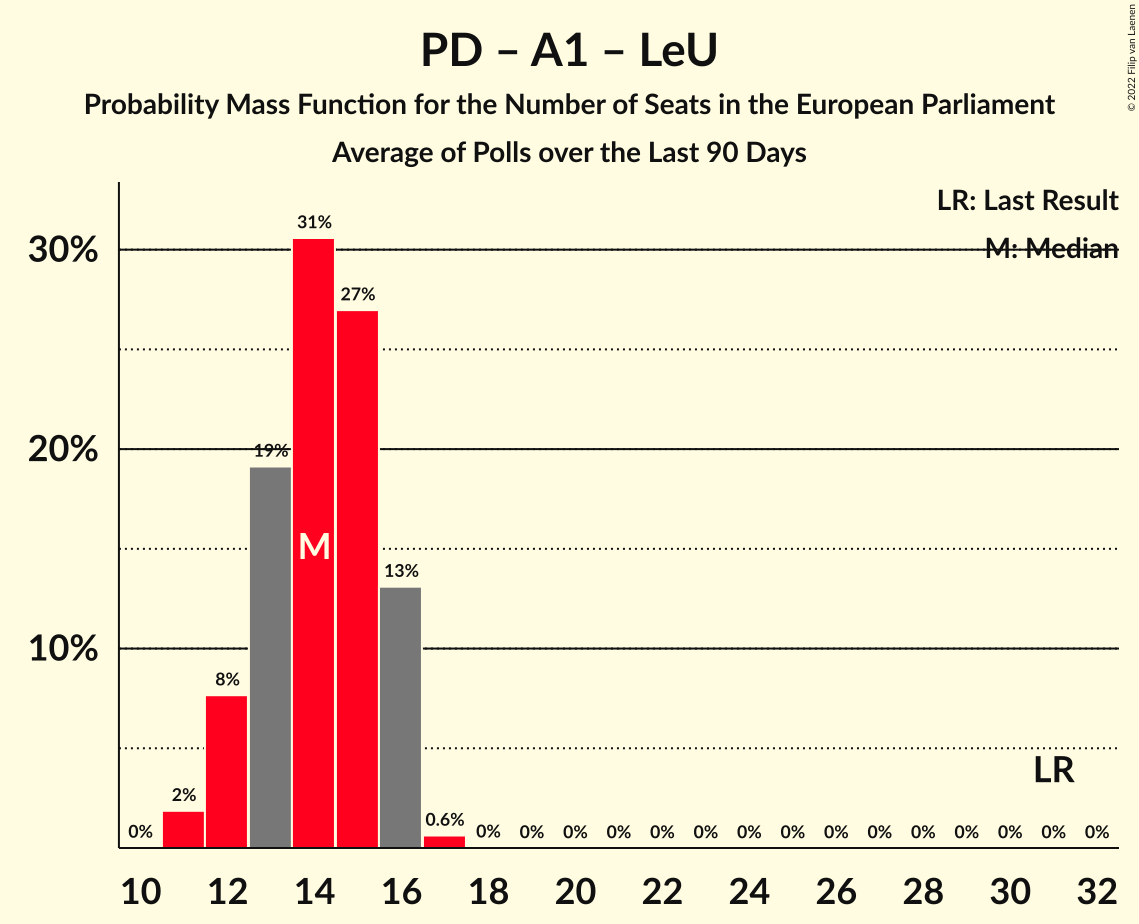 © 2022 Filip van Laenen
PD – A1 – LeU
Probability Mass Function for the Number of Seats in the European Parliament
Average of Polls over the Last 90 Days
LR: Last Result
M: Median
31%
30%
27%
20%
19%
M
13%
10%
8%
LR
2%
0.6%
0% 0% 0% 0% 0% 0% 0% 0% 0% 0% 0% 0% 0% 0% 0% 0%
10 12 14 16 18 20 22 24 26 28 30 32